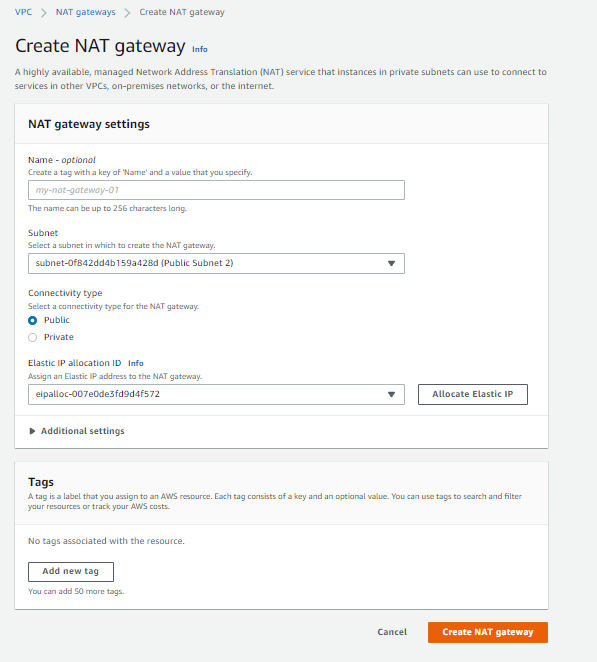 VPC > NAT gateways > Create NAT gateway
Create NAT gateway Info
A highly available, managed Network Address Translation (NAT) service that instances in private subnets can use to connect to
services in other VPCs, on-premises networks, or the internet.
NAT gateway settings
Name - optional
Create a tag with a key of 'Name' and a value that you specify.
my-nat-gateway-01
The name can be up to 256 characters long.
Subnet
Select a subnet in which to create the NAT gateway.
subnet-0f842dd4b159a428d (Public Subnet 2)
Connectivity type
Select a connectivity type for the NAT gateway.
Public
Private
Elastic IP allocation ID Info
Assign an Elastic IP address to the NAT gateway.
eipalloc-007e0de3fd9d4f572 Allocate Elastic IP
Additional settings
Tags
A tag is a label that you assign to an AWS resource. Each tag consists of a key and an optional value. You can use tags to search and filter
your resources or track your AWS costs.
No tags associated with the resource.
Add new tag
You can add 50 more tags.
Cancel Create NAT gateway